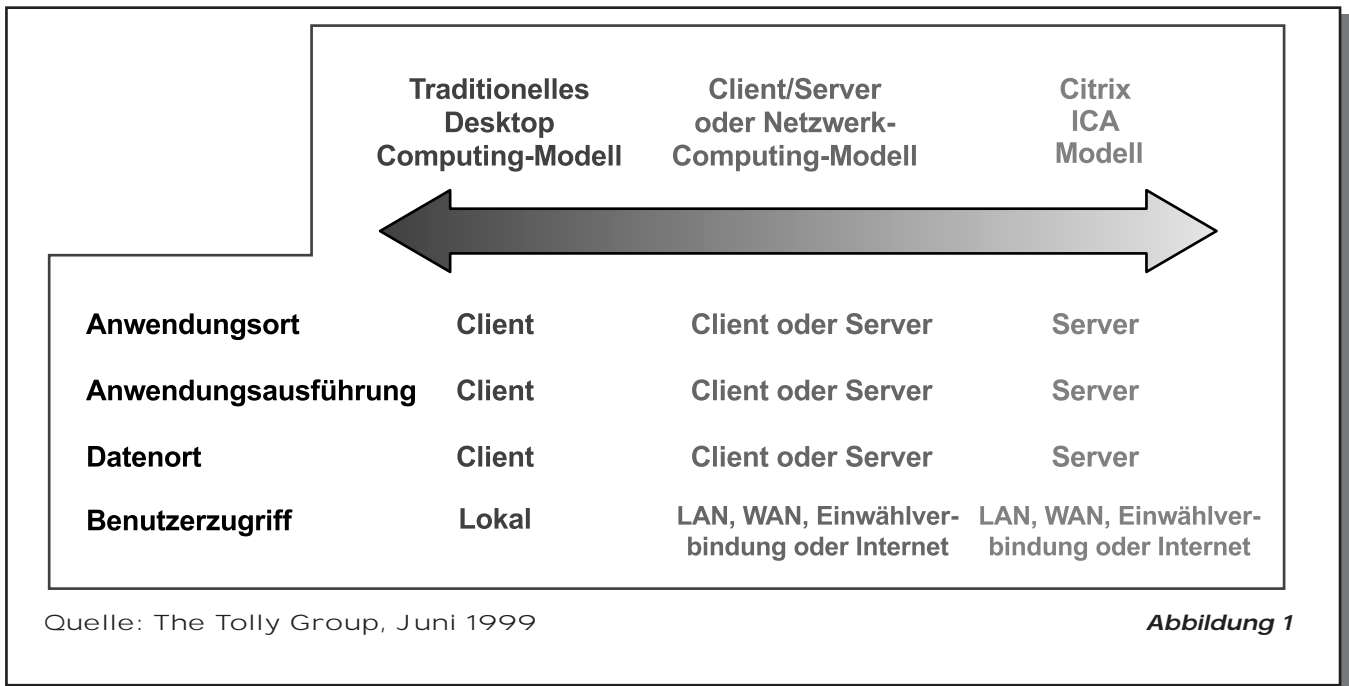 Traditionelles
Desktop
Computing-Modell
Client/Server
oder Netzwerk-
Computing-Modell
Citrix
ICA
Modell
Anwendungsort Client Client oder Server Server
Anwendungsausführung Client Client oder Server Server
Datenort Client Client oder Server Server
Benutzerzugriff Lokal LAN, WAN, Einwählver- LAN, WAN, Einwählver-
bindung oder Internet bindung oder Internet
Quelle: The Tolly Group, Juni 1999 Abbildung 1